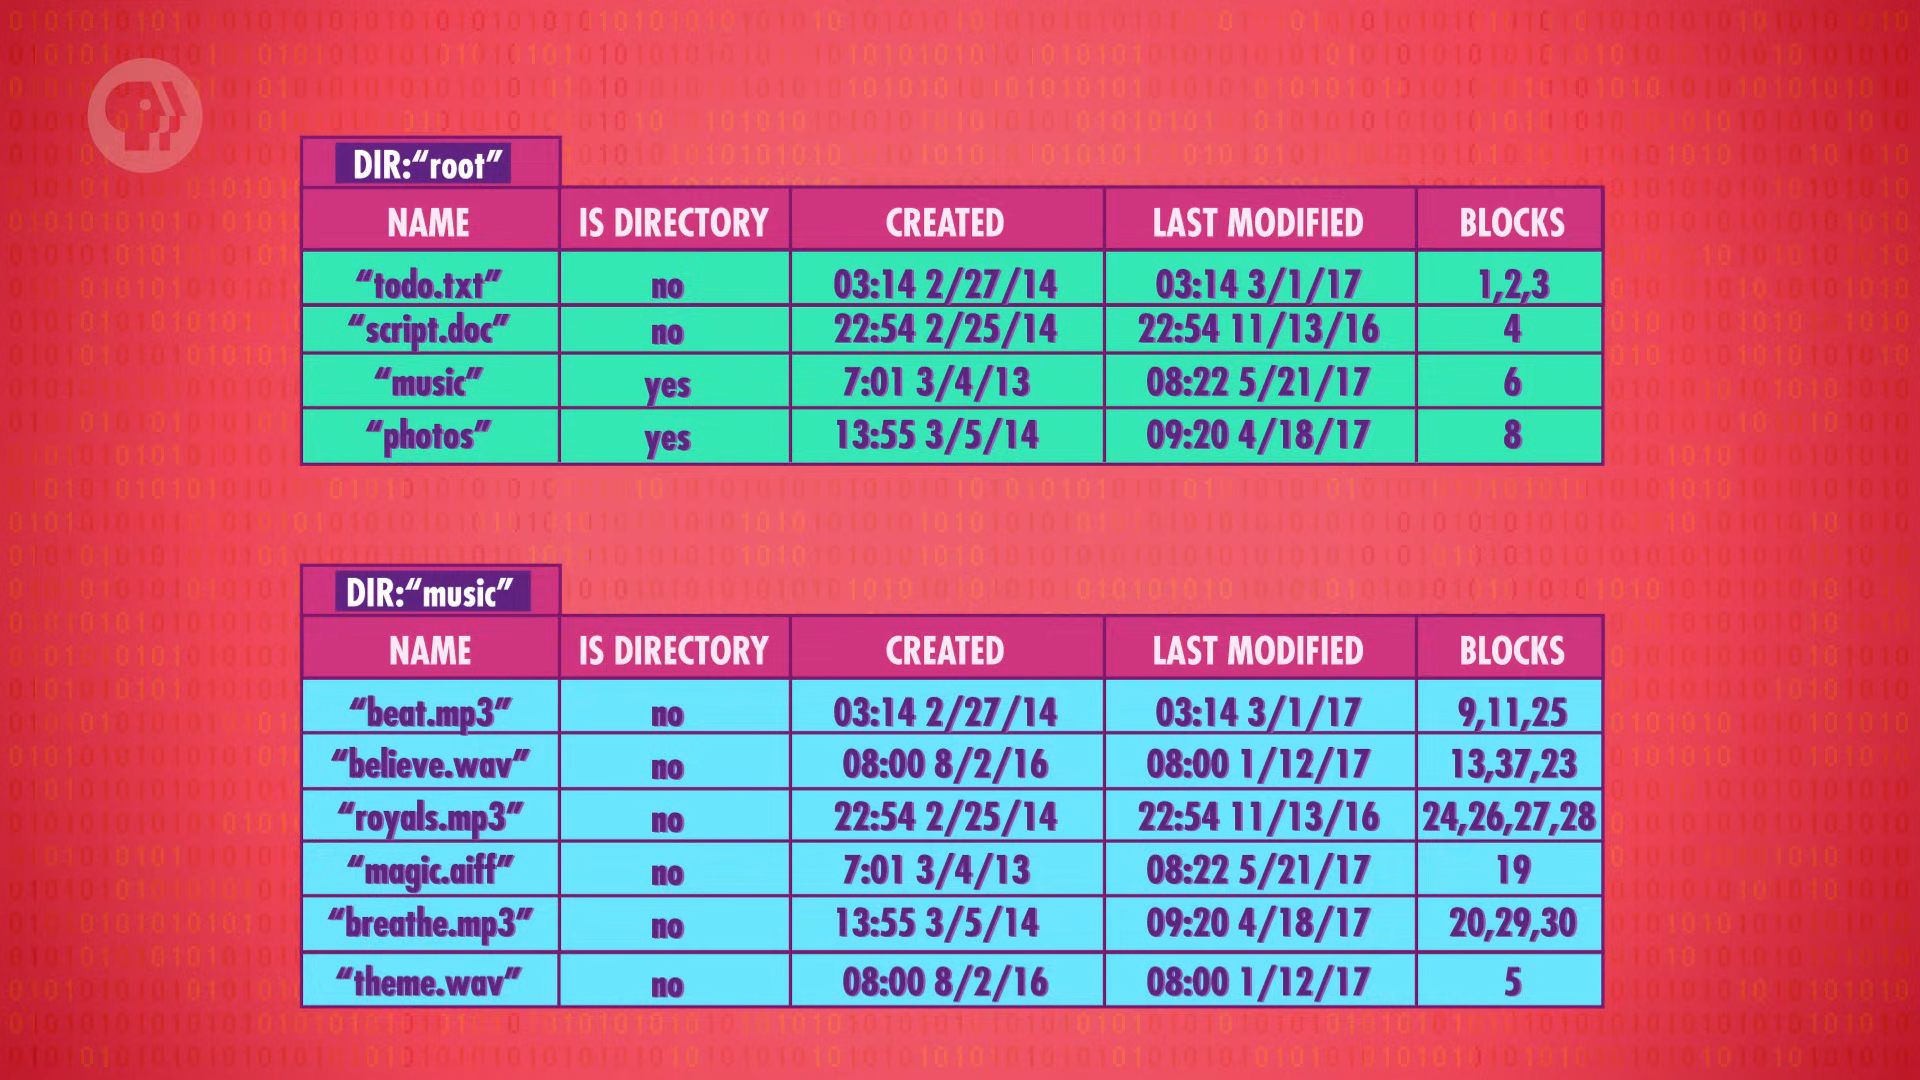 DIR:“root”
NAME IS DIRECTORY CREATED LAST MODIFIED BLOCKS
“todo.txt” no 03:14 2/27/14 03:14 3/1/17 1,2,3
“script.doc” no 22:54 2/25/14 22:54 11/13/16 4
“music” yes 7:01 3/4/13 08:22 5/21/17 6
“photos” yes 13:55 3/5/14 09:20 4/18/17 8
DIR:“music”
NAME IS DIRECTORY CREATED LAST MODIFIED BLOCKS
“beat.mp3” no 03:14 2/27/14 03:14 3/1/17 9,11,25
“believe.wav” no 08:00 8/2/16 08:00 1/12/17 13,37,23
“royals.mp3” no 22:54 2/25/14 22:54 11/13/16 24,26,27,28
“magic.aiff” no 7:01 3/4/13 08:22 5/21/17 19
“breathe.mp3” no 13:55 3/5/14 09:20 4/18/17 20,29,30
“theme.wav” no 08:00 8/2/16 08:00 1/12/17 5